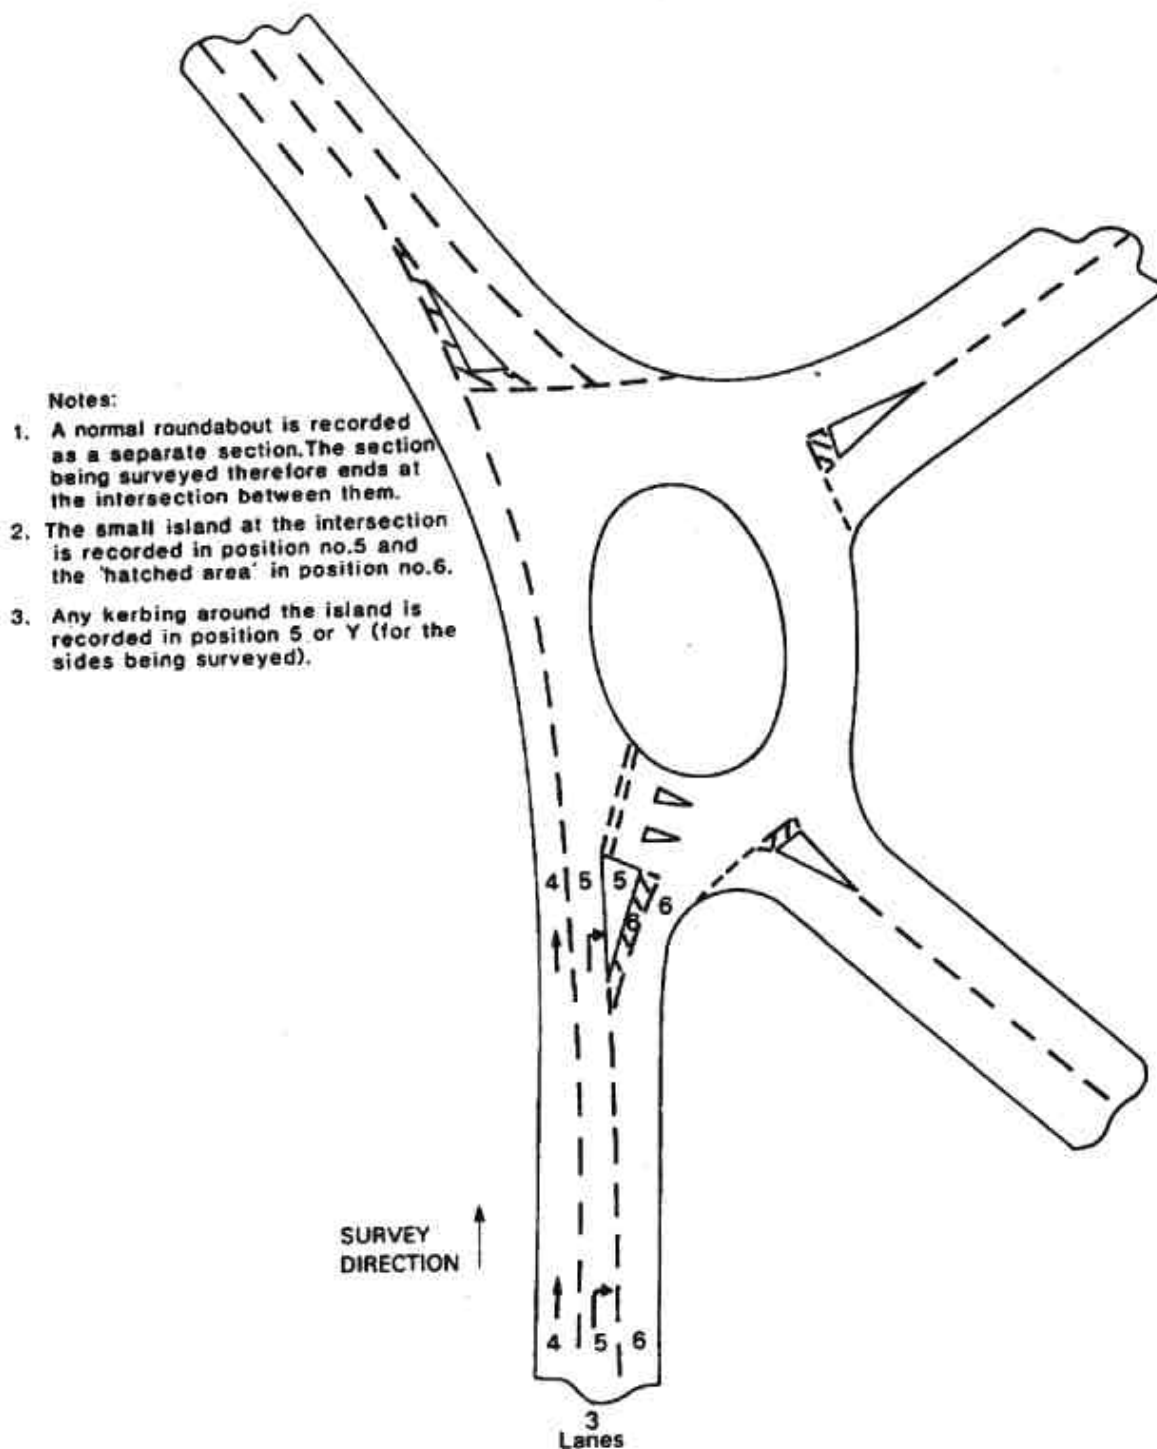 Notes:
1. A normal roundabout is recorded
as a separate section.The section
being surveyed therefore ends at
the intersection between them.
2. The small island at the intersection
is recorded in position no.5 and
the 'hatched area' in position no.6.
3. Any kerbing around the island is
recorded in position 5 or Y (for the
sides being surveyed).
4 5 5 6
6
SURVEY
DIRECTION
4 5 6
3
Lanes